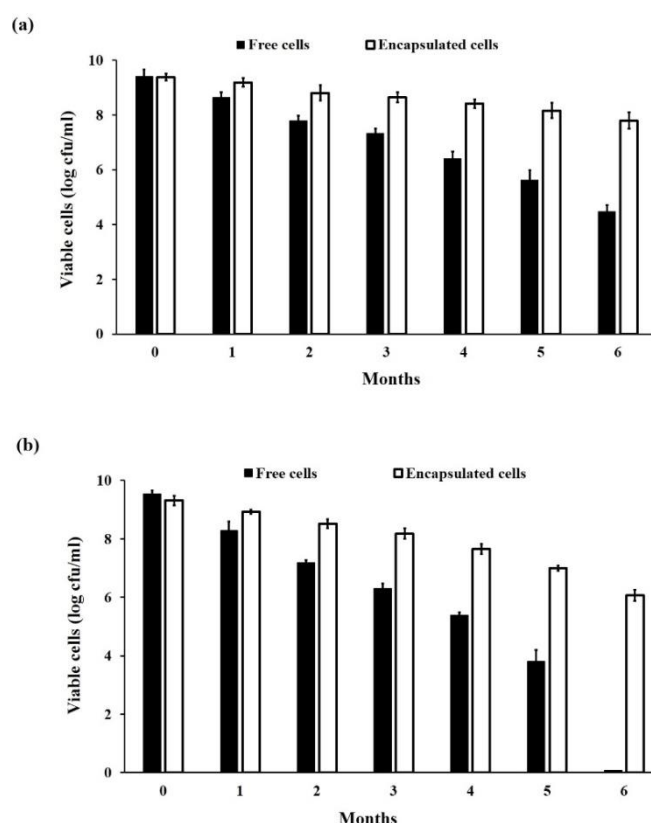 (a)
Free cells Encapsulated cells
10
8
6
4
2
0
Viable cells (log cfu/ml)
0 1 2 3 4 5 6
Months
(b)
Free cells Encapsulated cells
10
8
6
4
2
0
Viable cells (log cfu/ml)
0 1 2 3 4 5 6
Months